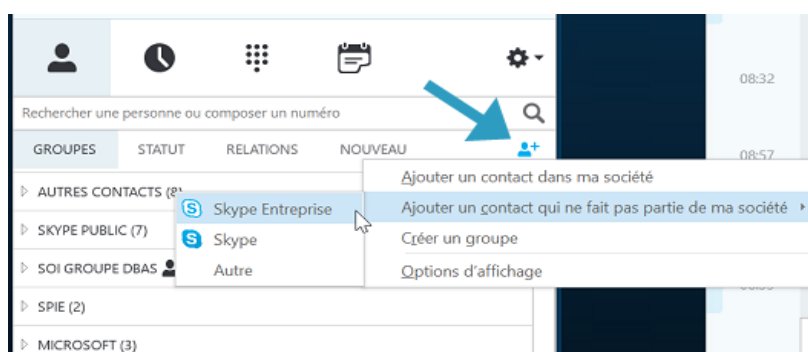 08:32
Rechercher une personne ou composer un numéro
GROUPES STATUT RELATIONS NOUVEAU
08:57
Ajouter un contact dans ma société
AUTRES CONTACTS (8)
Skype Entreprise
Ajouter un contact qui ne fait pas partie de ma société
SKYPE PUBLIC (7)
Skype
Créer un groupe
SOI GROUPE DBAS
Autre
Options d'affichage
SPIE (2)
MICROSOFT (3)